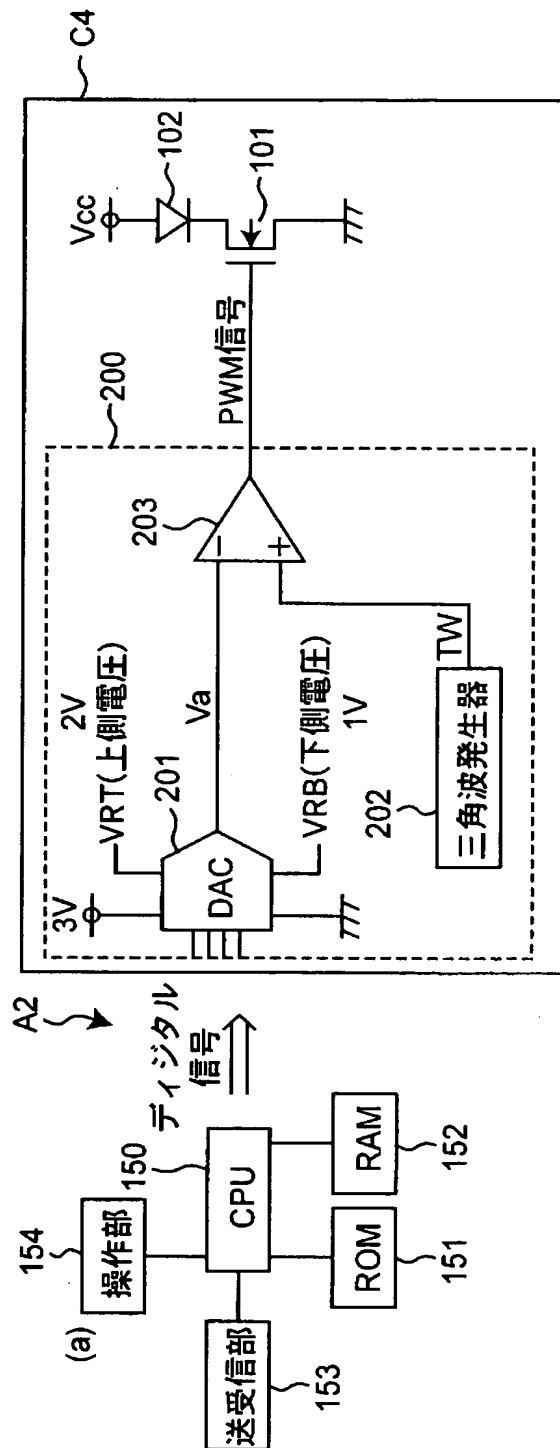 (a)
154
操作部
150
CPU
送受信部
153
ROM
151
RAM
152
ディジタル
信号
A2
3V
DAC
201
VRT(上側電圧)
2V
VRB(下側電圧)
1V
Va
202
三角波発生器
TW
203
−
+
200
PWM信号
Vcc
102
101
C4